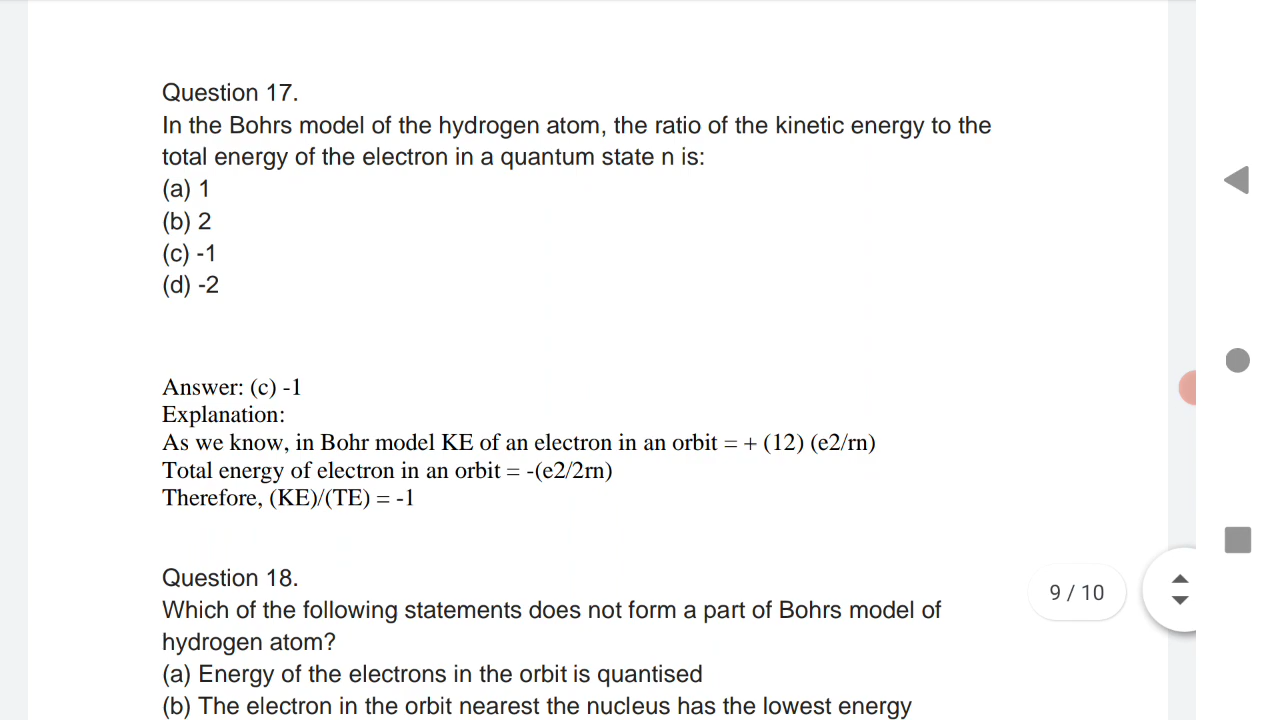 Question 17.
In the Bohrs model of the hydrogen atom, the ratio of the kinetic energy to the
total energy of the electron in a quantum state n is:
(a) 1
(b) 2
(c) -1
(d) -2
Answer: (c) -1
Explanation:
As we know, in Bohr model KE of an electron in an orbit = + (12) (e2/rn)
Total energy of electron in an orbit = -(e2/2rn)
Therefore, (KE)/(TE) = -1
Question 18.
Which of the following statements does not form a part of Bohrs model of
hydrogen atom?
(a) Energy of the electrons in the orbit is quantised
(b) The electron in the orbit nearest the nucleus has the lowest energy
9 / 10